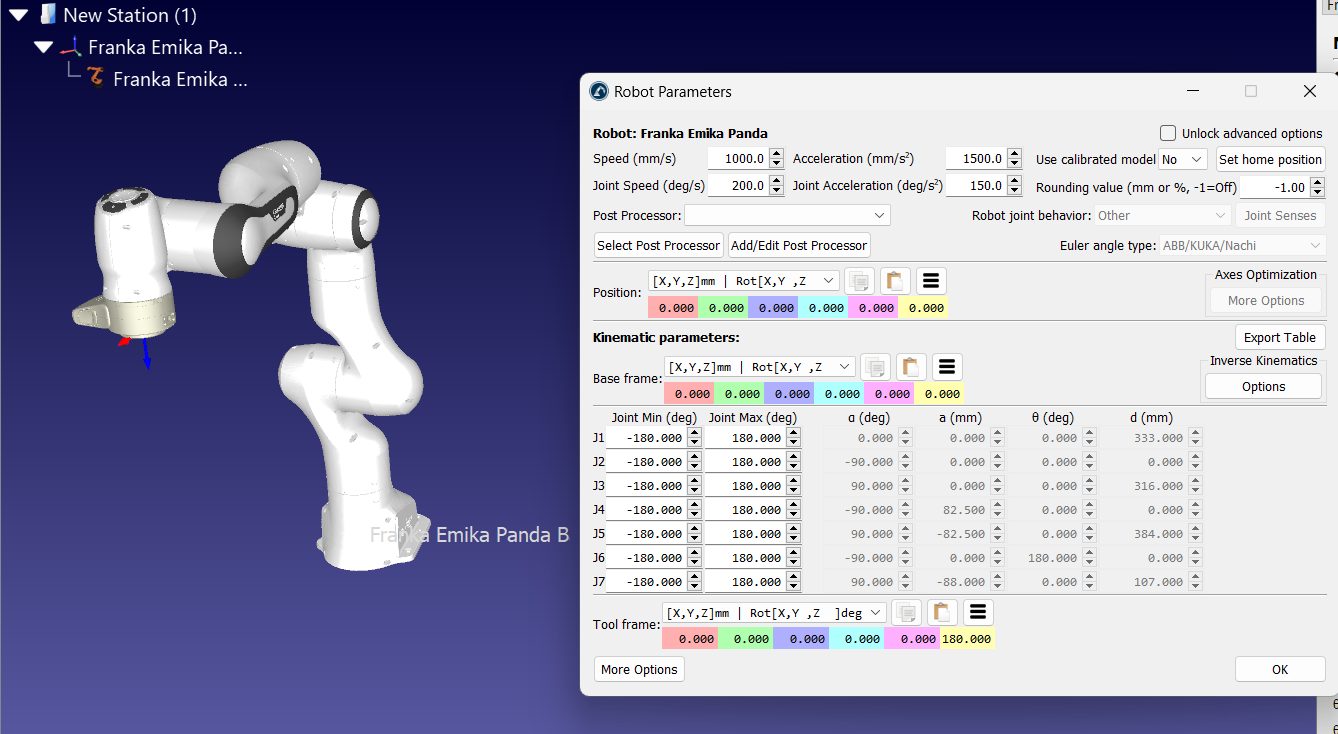 New Station (1)
Franka Emika Pa...
Franka Emika ...
Franka Emika Panda B
Robot Parameters
Robot: Franka Emika Panda
Unlock advanced options
Speed (mm/s) 1000.0 Acceleration (mm/s²) 1500.0 Use calibrated model No Set home position
Joint Speed (deg/s) 200.0 Joint Acceleration (deg/s²) 150.0 Rounding value (mm or %, -1=Off) -1.00
Post Processor: Robot joint behavior: Other Joint Senses
Select Post Processor Add/Edit Post Processor Euler angle type: ABB/KUKA/Nachi
Position: [X,Y,Z]mm | Rot[X,Y ,Z Axes Optimization
0.000 0.000 0.000 0.000 0.000 0.000 More Options
Kinematic parameters: Export Table
Base frame: [X,Y,Z]mm | Rot[X,Y ,Z Inverse Kinematics
0.000 0.000 0.000 0.000 0.000 0.000 Options
Joint Min (deg) Joint Max (deg) α (deg) a (mm) θ (deg) d (mm)
J1 -180.000 180.000 0.000 0.000 0.000 333.000
J2 -180.000 180.000 -90.000 0.000 0.000 0.000
J3 -180.000 180.000 90.000 0.000 0.000 316.000
J4 -180.000 180.000 -90.000 82.500 0.000 0.000
J5 -180.000 180.000 90.000 -82.500 0.000 384.000
J6 -180.000 180.000 -90.000 0.000 180.000 0.000
J7 -180.000 180.000 90.000 -88.000 0.000 107.000
Tool frame: [X,Y,Z]mm | Rot[X,Y ,Z ]deg
0.000 0.000 0.000 0.000 0.000 180.000
More Options OK